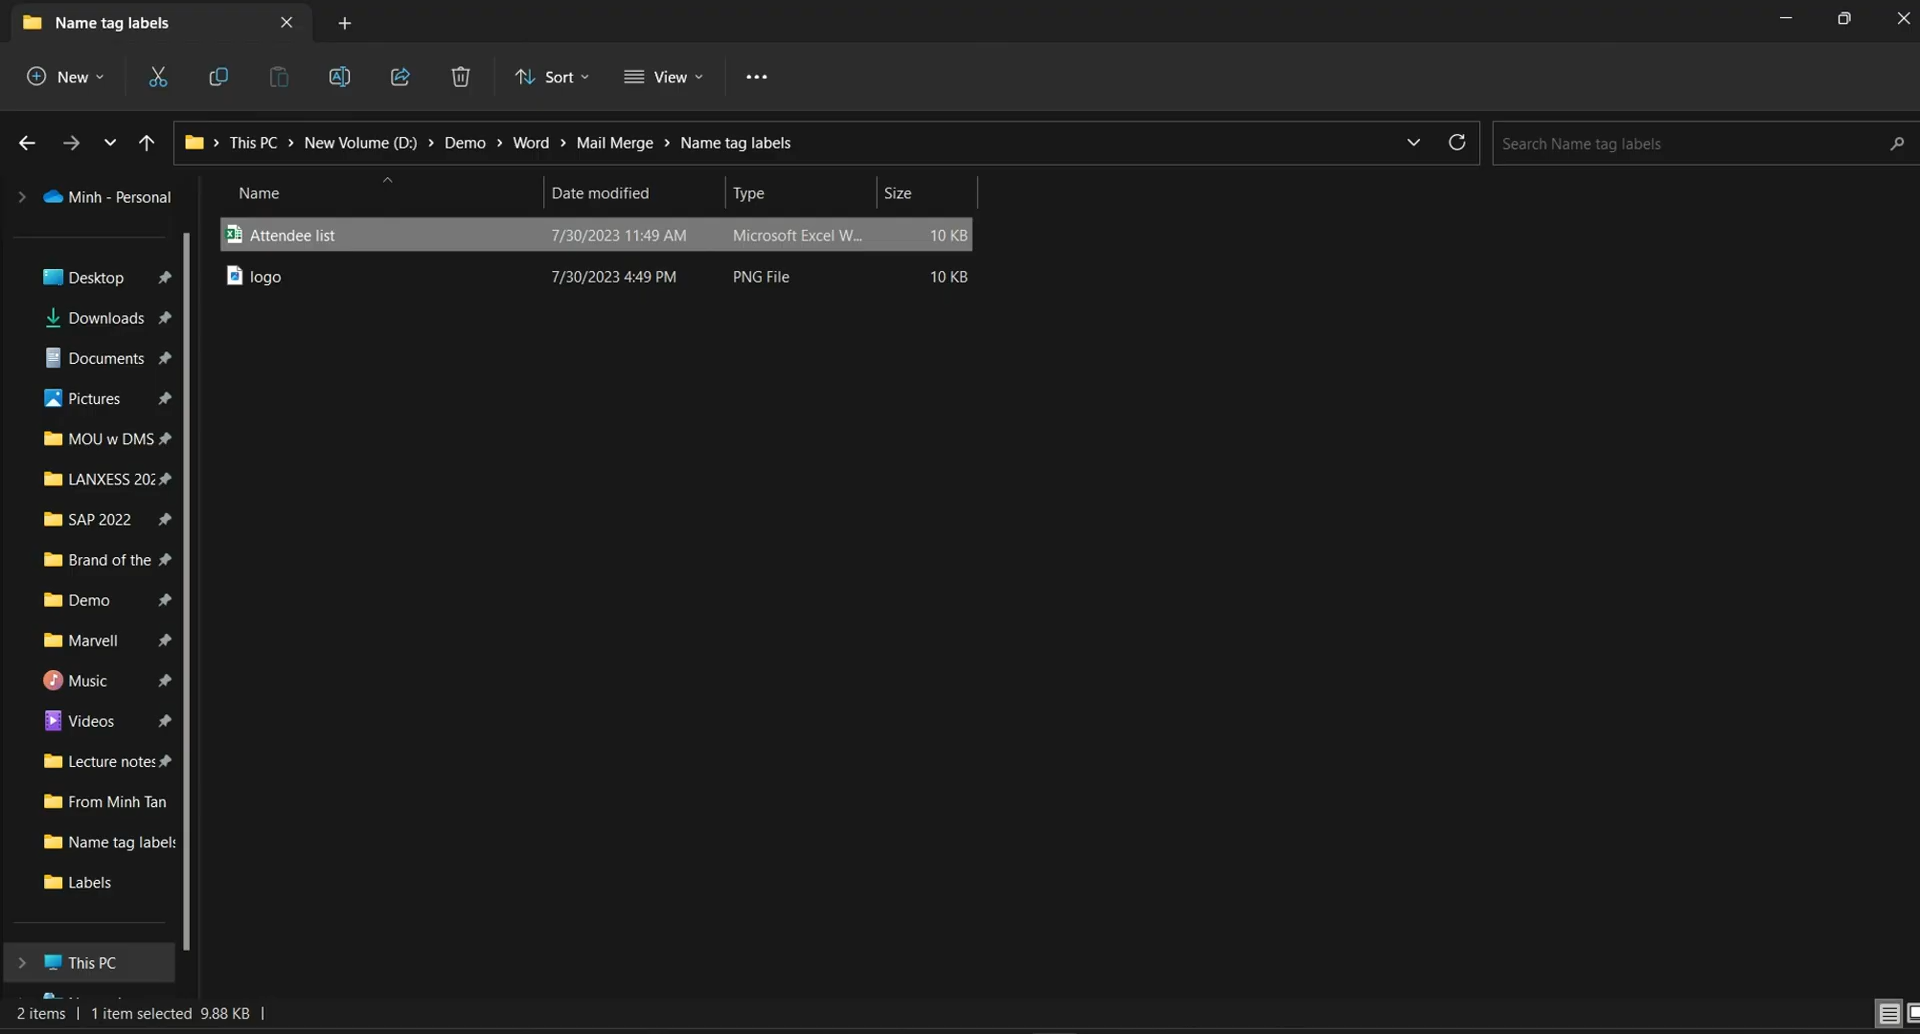 Name tag labels
New
Sort
View
This PC > New Volume (D:) > Demo > Word > Mail Merge > Name tag labels
Search Name tag labels
Name Date modified Type Size
Minh - Personal
Attendee list 7/30/2023 11:49 AM Microsoft Excel W... 10 KB
logo 7/30/2023 4:49 PM PNG File 10 KB
Desktop
Downloads
Documents
Pictures
MOU w DMS
LANXESS 202
SAP 2022
Brand of the
Demo
Marvell
Music
Videos
Lecture notes
From Minh Tan
Name tag labels
Labels
This PC
2 items | 1 item selected 9.88 KB |